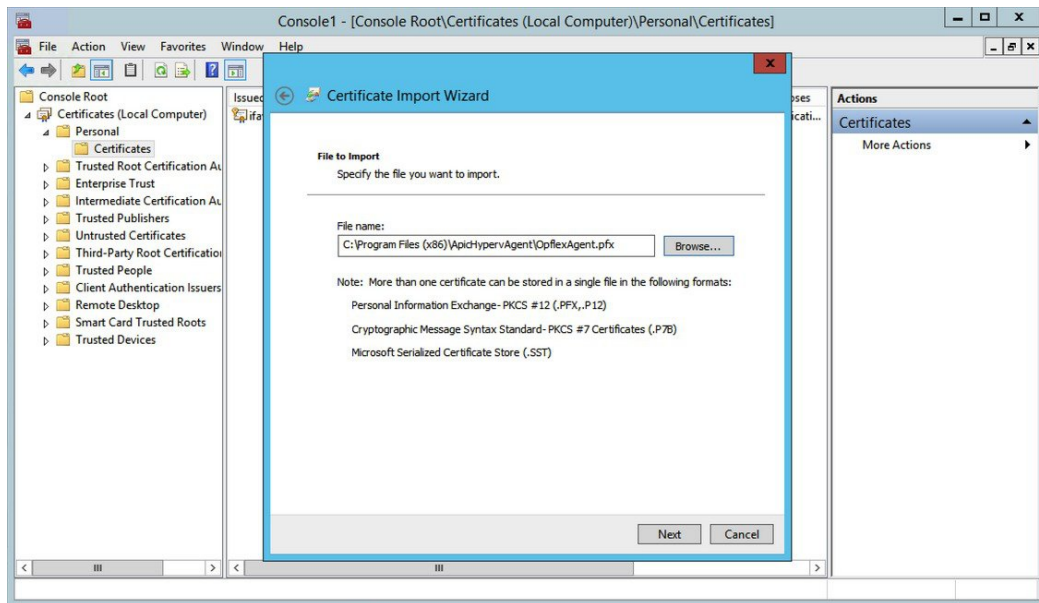 Console1 - [Console Root\Certificates (Local Computer)\Personal\Certificates]
File Action View Favorites Window Help
Console Root
Certificates (Local Computer)
Personal
Certificates
Trusted Root Certification Au
Enterprise Trust
Intermediate Certification Au
Trusted Publishers
Untrusted Certificates
Third-Party Root Certification
Trusted People
Client Authentication Issuers
Remote Desktop
Smart Card Trusted Roots
Trusted Devices
Issued
ifa
Certificate Import Wizard
File to Import
Specify the file you want to import.
File name:
C:\Program Files (x86)\ApicHypervAgent\OpflexAgent.pfx
Browse...
Note: More than one certificate can be stored in a single file in the following formats:
Personal Information Exchange- PKCS #12 (.PFX,.P12)
Cryptographic Message Syntax Standard- PKCS #7 Certificates (.P7B)
Microsoft Serialized Certificate Store (.SST)
Next Cancel
oses
icati...
Actions
Certificates
More Actions